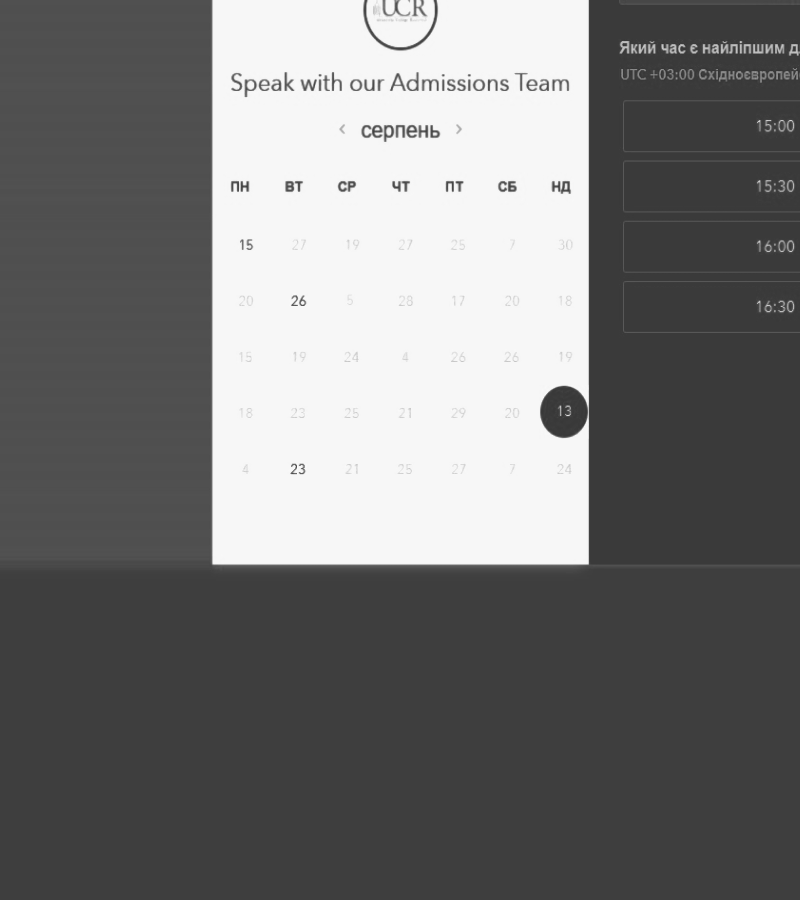 UCR
Speak with our Admissions Team
‹ серпень ›
ПН ВТ СР ЧТ ПТ СБ НД
15 27 19 27 25 7 30
20 26 5 28 17 20 18
15 19 24 4 26 26 19
18 23 25 21 29 20 13
4 23 21 25 27 7 24
Який час є найліпшим
UTC +03:00
15:00
15:30
16:00
16:30